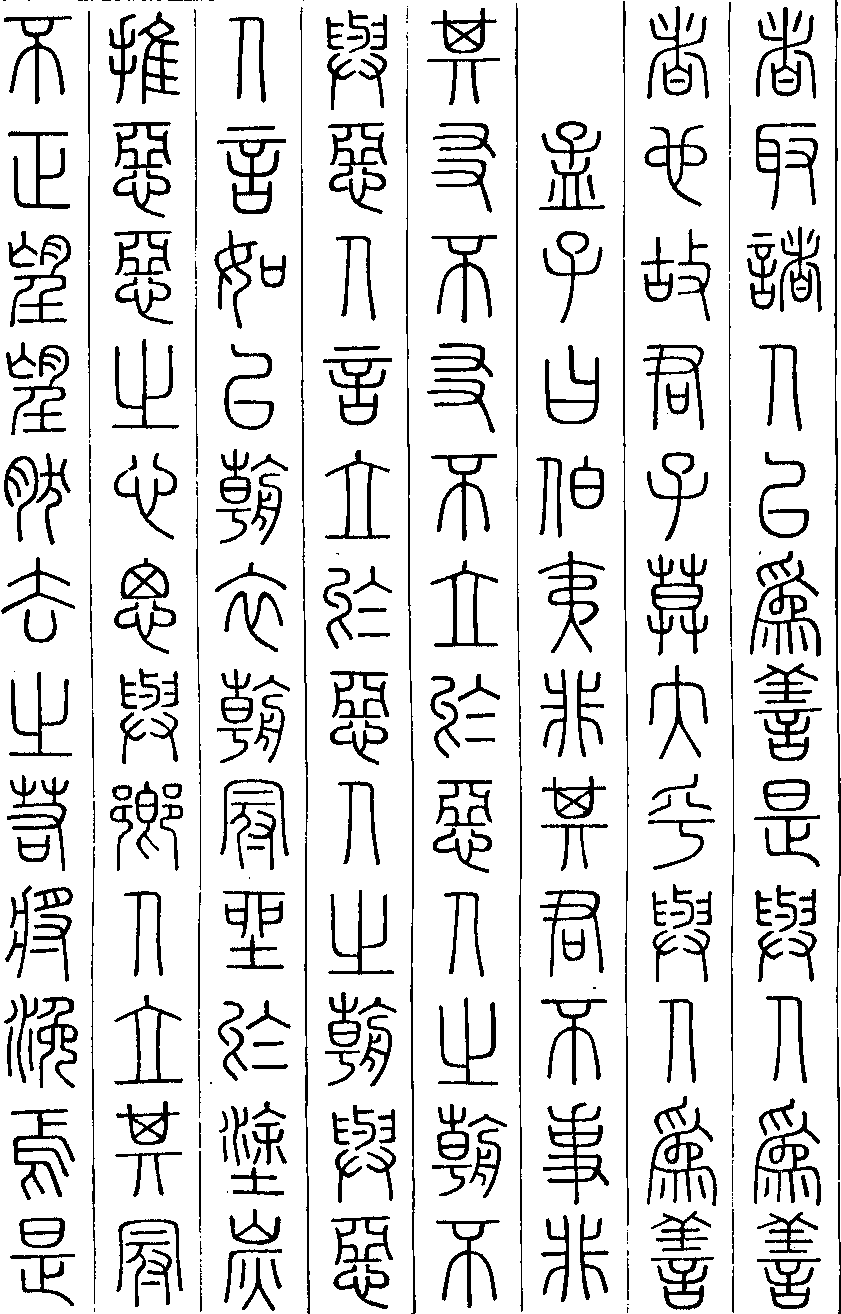 者取諸人以爲善是與人爲善
者也故君子莫大乎與人爲善
孟子曰伯夷非其君不事非
其友不友不立於惡人之朝不
與惡人言立於惡人之朝與惡
人言如以朝衣朝冠坐於塗炭
推惡惡之心思與鄉人立其冠
不正望望然去之若將浼焉是